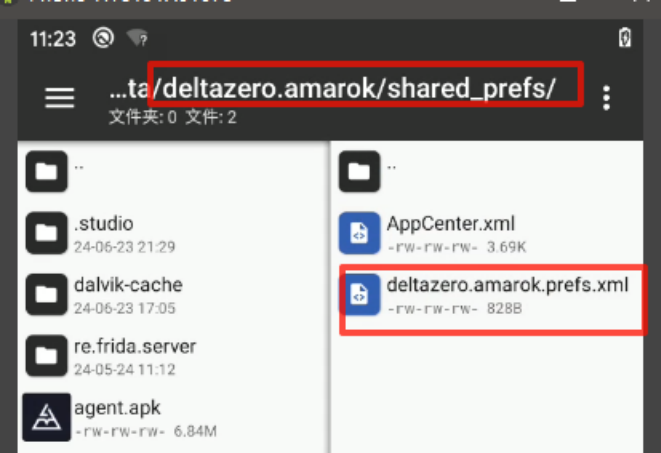 11:23
...ta/deltazero.amarok/shared_prefs/
文件夹: 0 文件: 2
..
.studio
24-06-23 21:29
dalvik-cache
24-06-23 17:05
re.frida.server
24-05-24 11:12
agent.apk
-rw-rw-rw- 6.84M
..
AppCenter.xml
-rw-rw-rw- 3.69K
deltazero.amarok.prefs.xml
-rw-rw-rw- 828B